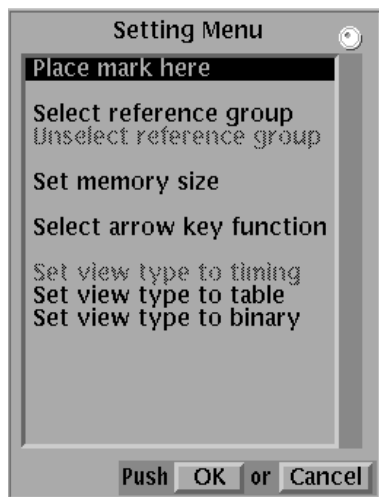 Setting Menu
Place mark here
Select reference group
Unselect reference group
Set memory size
Select arrow key function
Set view type to timing
Set view type to table
Set view type to binary
Push OK or Cancel